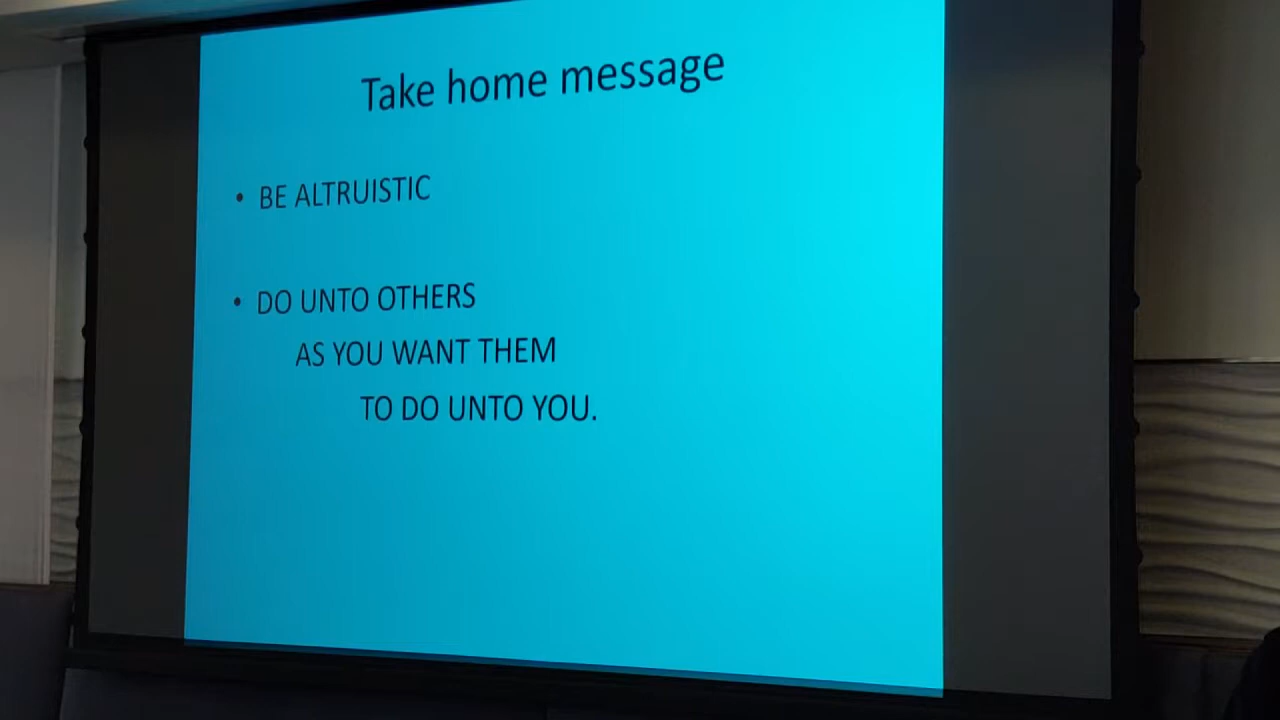 Take home message
• BE ALTRUISTIC
• DO UNTO OTHERS
AS YOU WANT THEM
TO DO UNTO YOU.